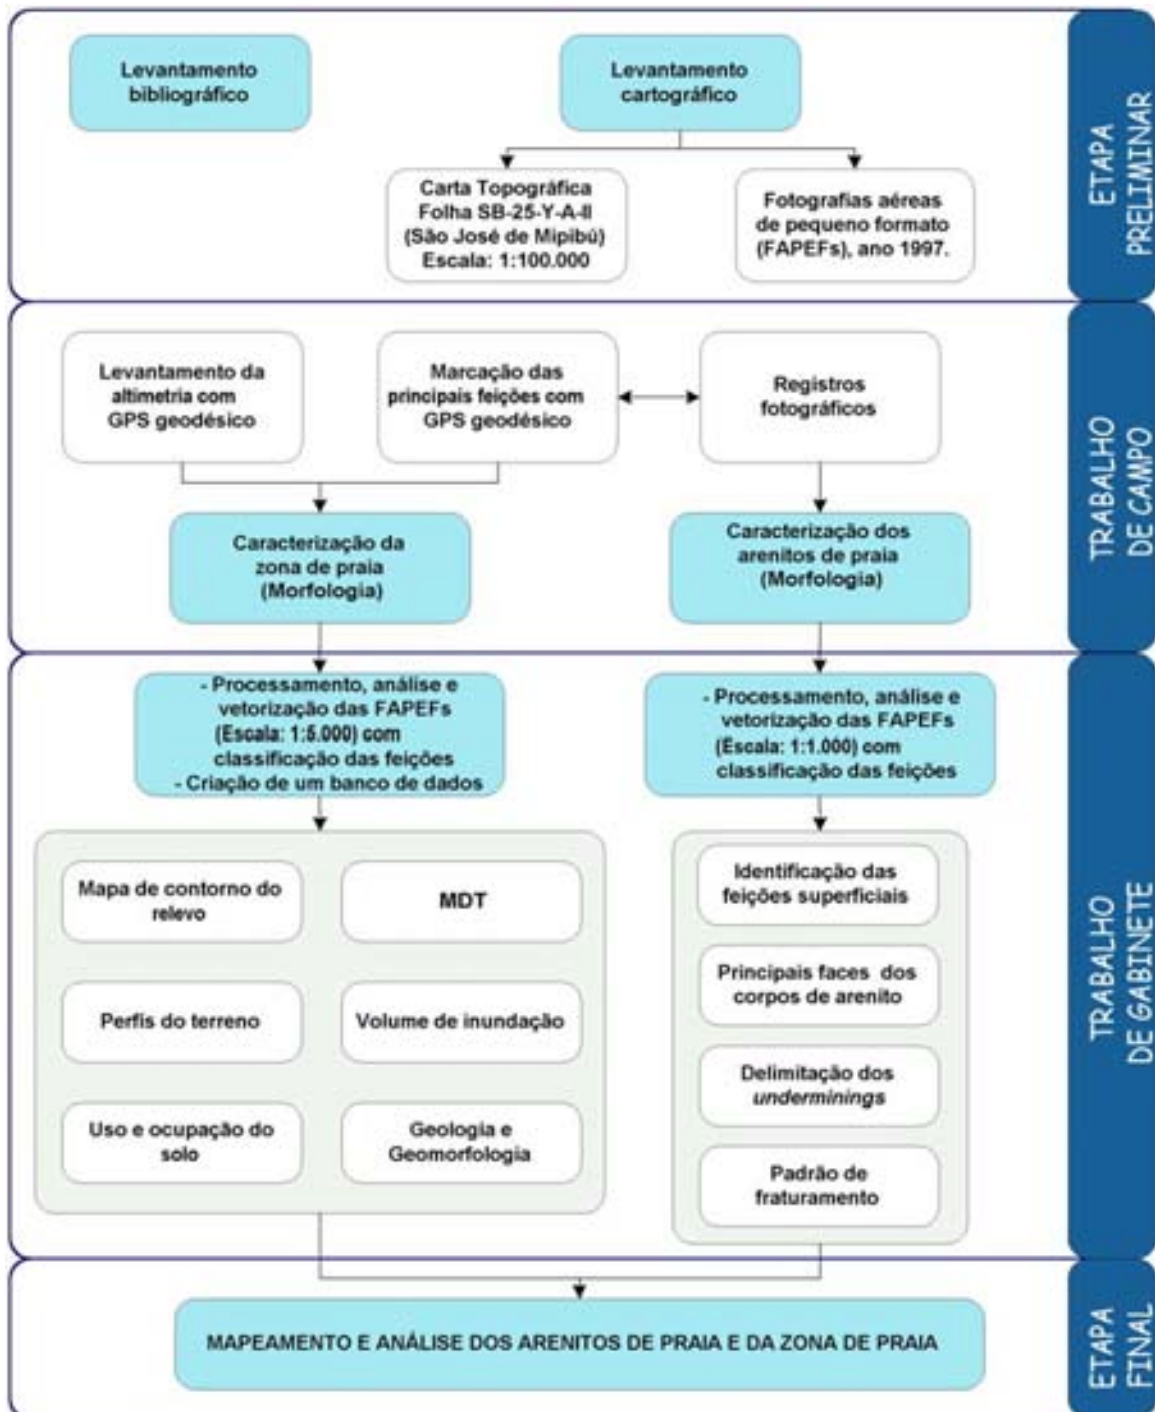 Levantamento
bibliográfico
Levantamento
cartográfico
Carta Topográfica
Folha SB-25-Y-A-II
(São José de Mipibú)
Escala: 1:100.000
Fotografias aéreas
de pequeno formato
(FAPEFs), ano 1997.
ETAPA
PRELIMINAR
Levantamento da
altimetria com
GPS geodésico
Marcação das
principais feições com
GPS geodésico
Registros
fotográficos
Caracterização da
zona de praia
(Morfologia)
Caracterização dos
arenitos de praia
(Morfologia)
TRABALHO
DE CAMPO
- Processamento, análise e
vetorização das FAPEFs
(Escala: 1:5.000) com
classificação das feições
- Criação de um banco de dados
- Processamento, análise e
vetorização das FAPEFs
(Escala: 1:1.000) com
classificação das feições
Mapa de contorno do
relevo
MDT
Perfis do terreno
Volume de inundação
Uso e ocupação do
solo
Geologia e
Geomorfologia
Identificação das
feições superficiais
Principais faces dos
corpos de arenito
Delimitação dos
underminings
Padrão de
fraturamento
TRABALHO
DE GABINETE
MAPEAMENTO E ANÁLISE DOS ARENITOS DE PRAIA E DA ZONA DE PRAIA
ETAPA
FINAL